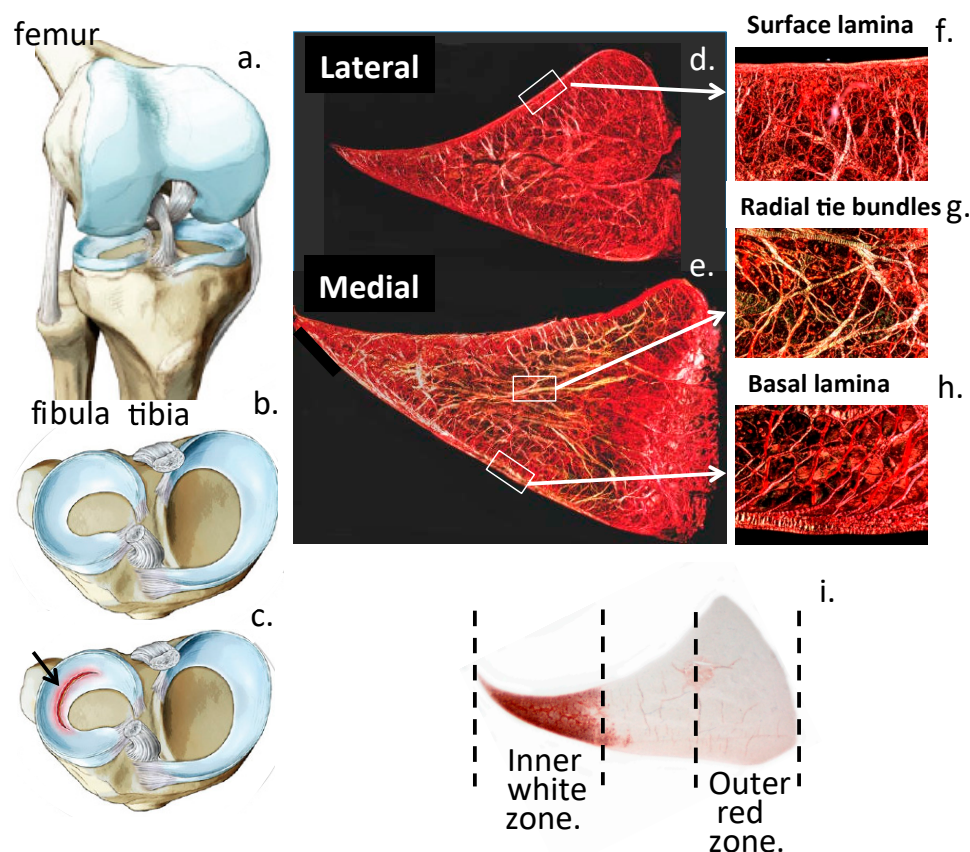 femur
a.
Lateral
d.
Surface lamina
f.
Radial tie bundles
g.
e.
Medial
Basal lamina
h.
fibula tibia
b.
c.
i.
Inner
white
zone.
Outer
red
zone.